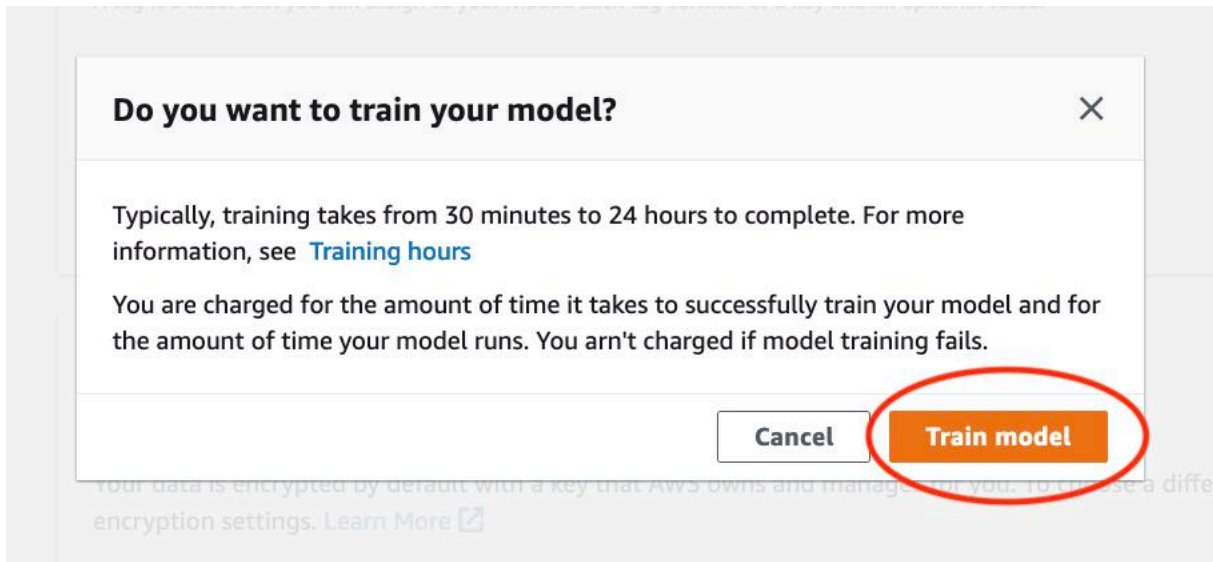 Do you want to train your model?
Typically, training takes from 30 minutes to 24 hours to complete. For more
information, see Training hours
You are charged for the amount of time it takes to successfully train your model and for
the amount of time your model runs. You arn't charged if model training fails.
Cancel
Train model
Your data is encrypted by default with a key that AWS owns and manages for you. To choose a diffe
encryption settings. Learn More